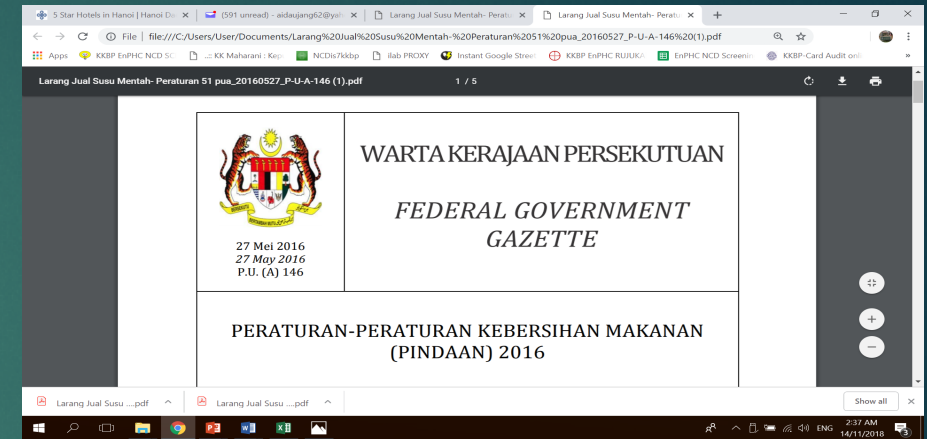 5 Star Hotels in Hanoi | Hanoi De
(591 unread) - aidaujang62@yah
Larang Jual Susu Mentah- Peratu
Larang Jual Susu Mentah- Peratu
File | file:///C:/Users/User/Documents/Larang%20Jual%20Susu%20Mentah-%20Peraturan%2051%20pua_20160527_P-U-A-146%20(1).pdf
Apps
KKBP EnPHC NCD SC
..:: KK Maharani : Kep
NCDis7kkbp
ilab PROXY
Instant Google Street
KKBP EnPHC RUJUKA
EnPHC NCD Screenin
KKBP-Card Audit onl
»
Larang Jual Susu Mentah- Peraturan 51 pua_20160527_P-U-A-146 (1).pdf
1 / 5
WARTA KERAJAAN PERSEKUTUAN
FEDERAL GOVERNMENT
GAZETTE
27 Mei 2016
27 May 2016
P.U. (A) 146
PERATURAN-PERATURAN KEBERSIHAN MAKANAN
(PINDAAN) 2016
Larang Jual Susu ....pdf
Larang Jual Susu ....pdf
Show all
ENG
2:37 AM
14/11/2018
3